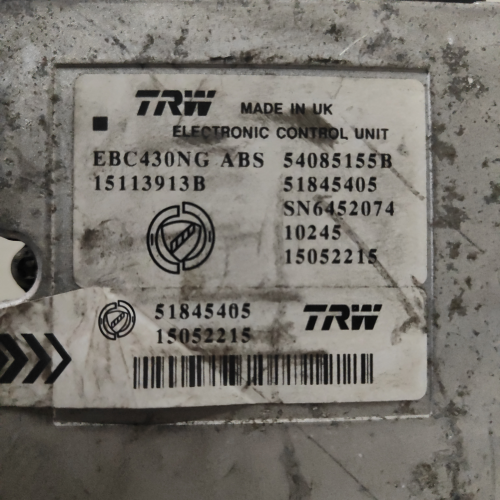 TRW MADE IN UK
ELECTRONIC CONTROL UNIT
EBC430NG ABS 54085155B
15113913B 51845405
SN6452074
10245
15052215
51845405 TRW
15052215